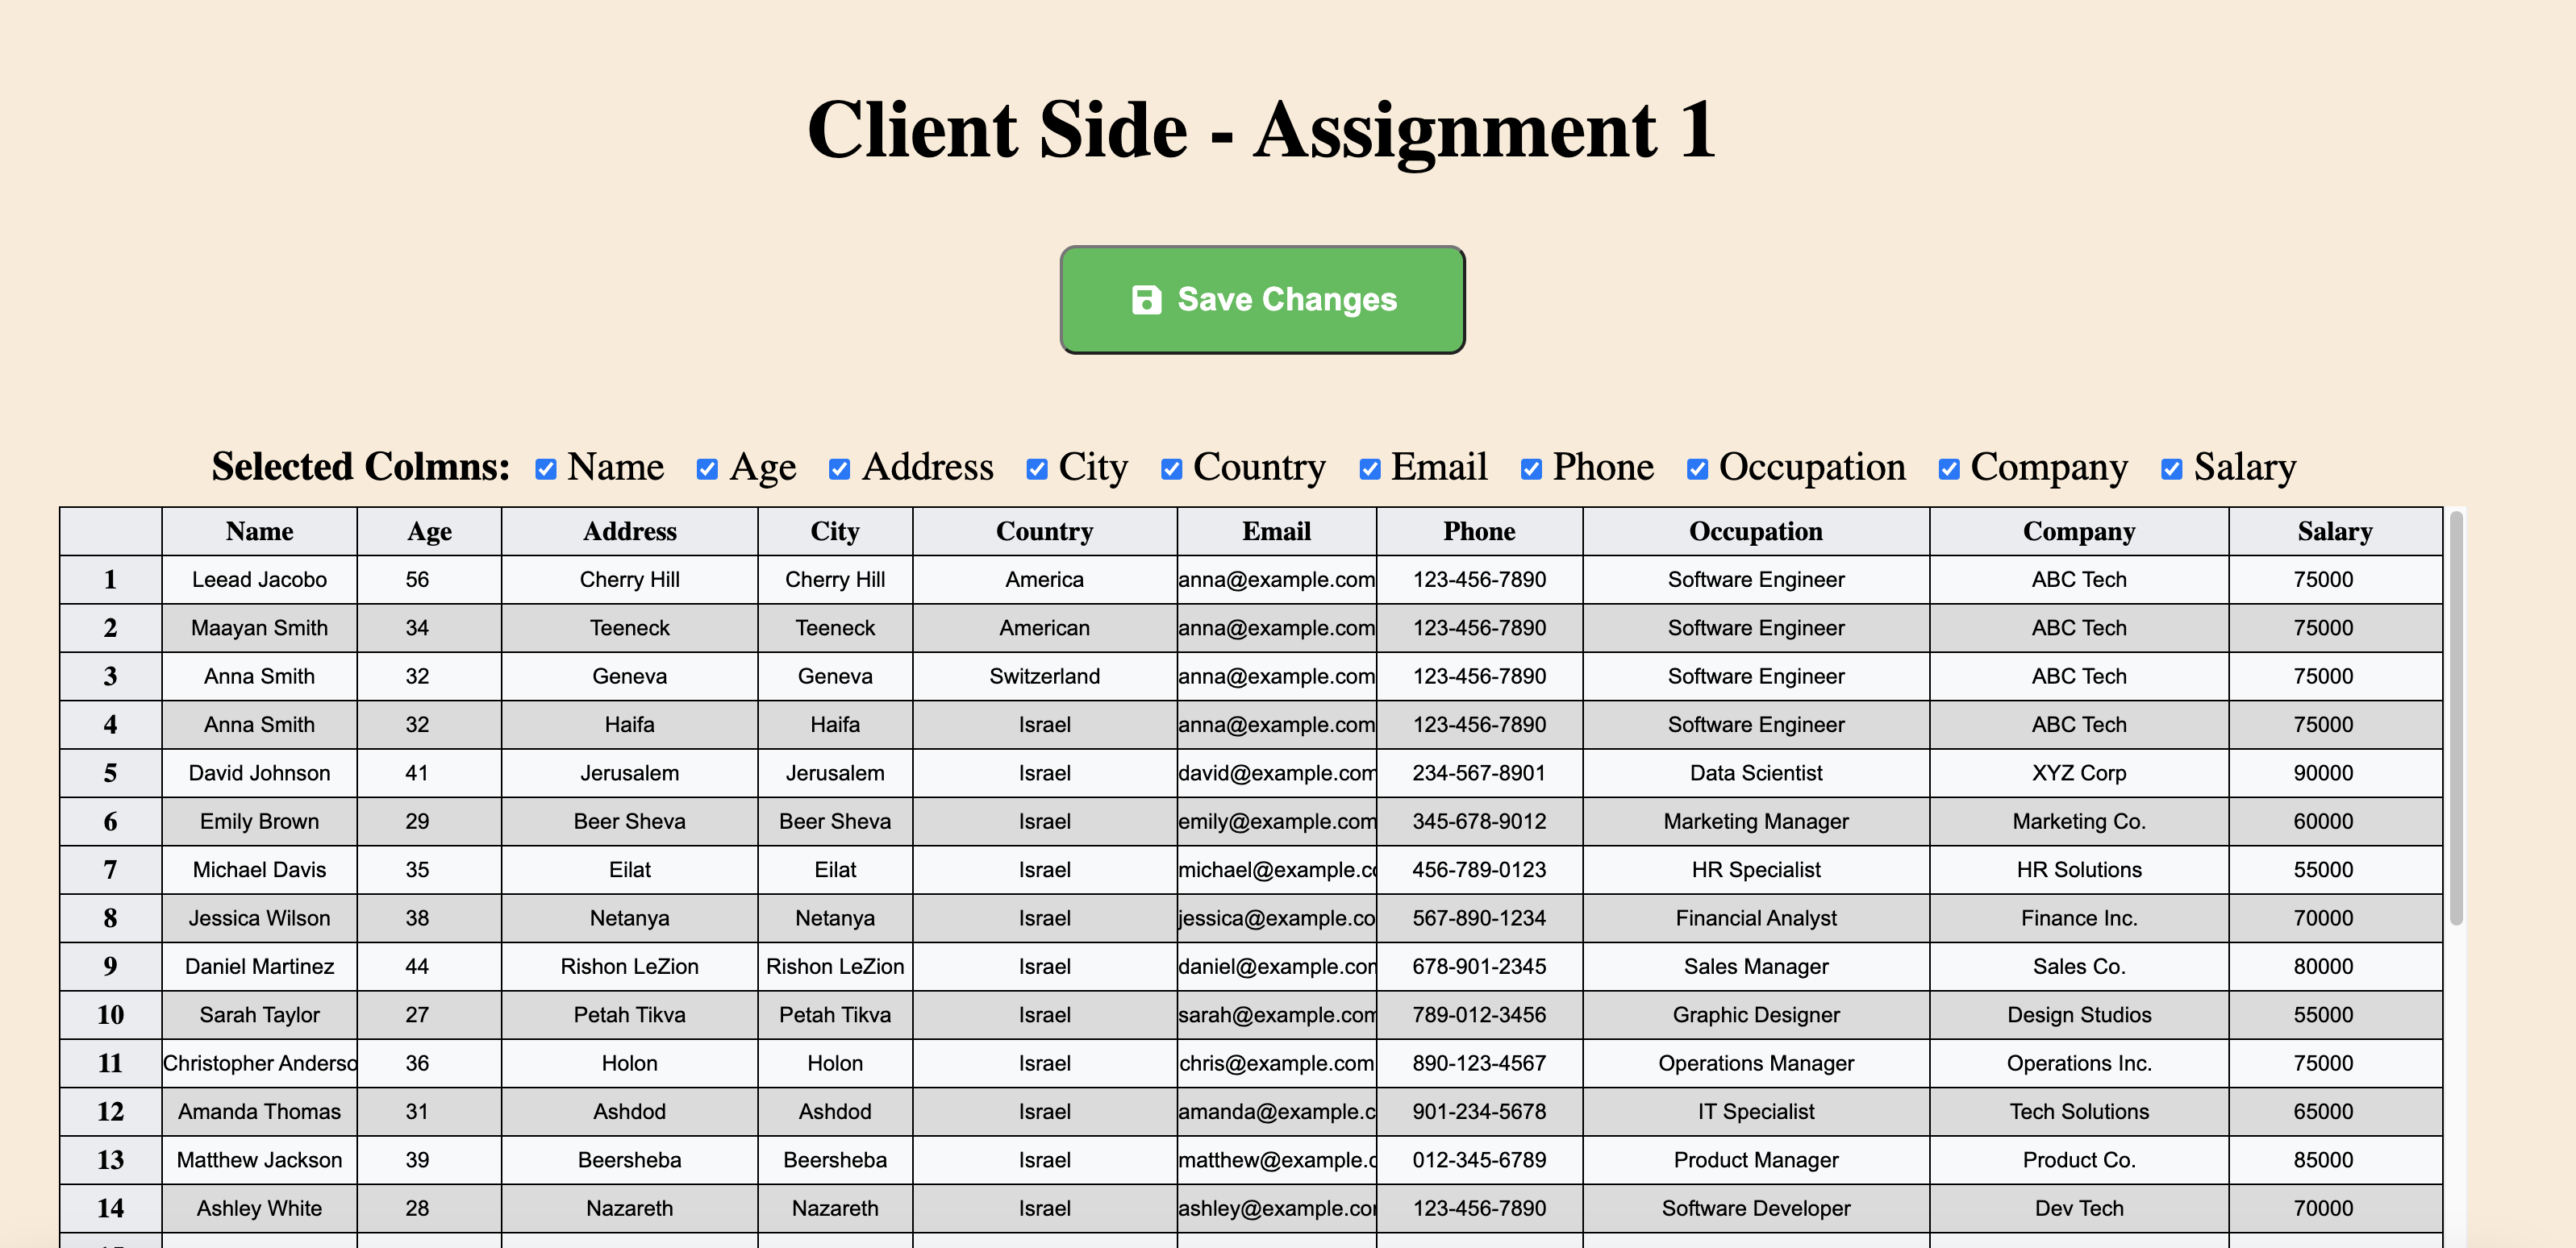 Client Side - Assignment 1
Save Changes
Selected Colmns: Name Age Address City Country Email Phone Occupation Company Salary
Name Age Address City Country Email Phone Occupation Company Salary
1 Leead Jacobo 56 Cherry Hill Cherry Hill America anna@example.com 123-456-7890 Software Engineer ABC Tech 75000
2 Maayan Smith 34 Teeneck Teeneck American anna@example.com 123-456-7890 Software Engineer ABC Tech 75000
3 Anna Smith 32 Geneva Geneva Switzerland anna@example.com 123-456-7890 Software Engineer ABC Tech 75000
4 Anna Smith 32 Haifa Haifa Israel anna@example.com 123-456-7890 Software Engineer ABC Tech 75000
5 David Johnson 41 Jerusalem Jerusalem Israel david@example.com 234-567-8901 Data Scientist XYZ Corp 90000
6 Emily Brown 29 Beer Sheva Beer Sheva Israel emily@example.com 345-678-9012 Marketing Manager Marketing Co. 60000
7 Michael Davis 35 Eilat Eilat Israel michael@example.co 456-789-0123 HR Specialist HR Solutions 55000
8 Jessica Wilson 38 Netanya Netanya Israel jessica@example.co 567-890-1234 Financial Analyst Finance Inc. 70000
9 Daniel Martinez 44 Rishon LeZion Rishon LeZion Israel daniel@example.com 678-901-2345 Sales Manager Sales Co. 80000
10 Sarah Taylor 27 Petah Tikva Petah Tikva Israel sarah@example.com 789-012-3456 Graphic Designer Design Studios 55000
11 Christopher Anderso 36 Holon Holon Israel chris@example.com 890-123-4567 Operations Manager Operations Inc. 75000
12 Amanda Thomas 31 Ashdod Ashdod Israel amanda@example.c 901-234-5678 IT Specialist Tech Solutions 65000
13 Matthew Jackson 39 Beersheba Beersheba Israel matthew@example.c 012-345-6789 Product Manager Product Co. 85000
14 Ashley White 28 Nazareth Nazareth Israel ashley@example.co 123-456-7890 Software Developer Dev Tech 70000